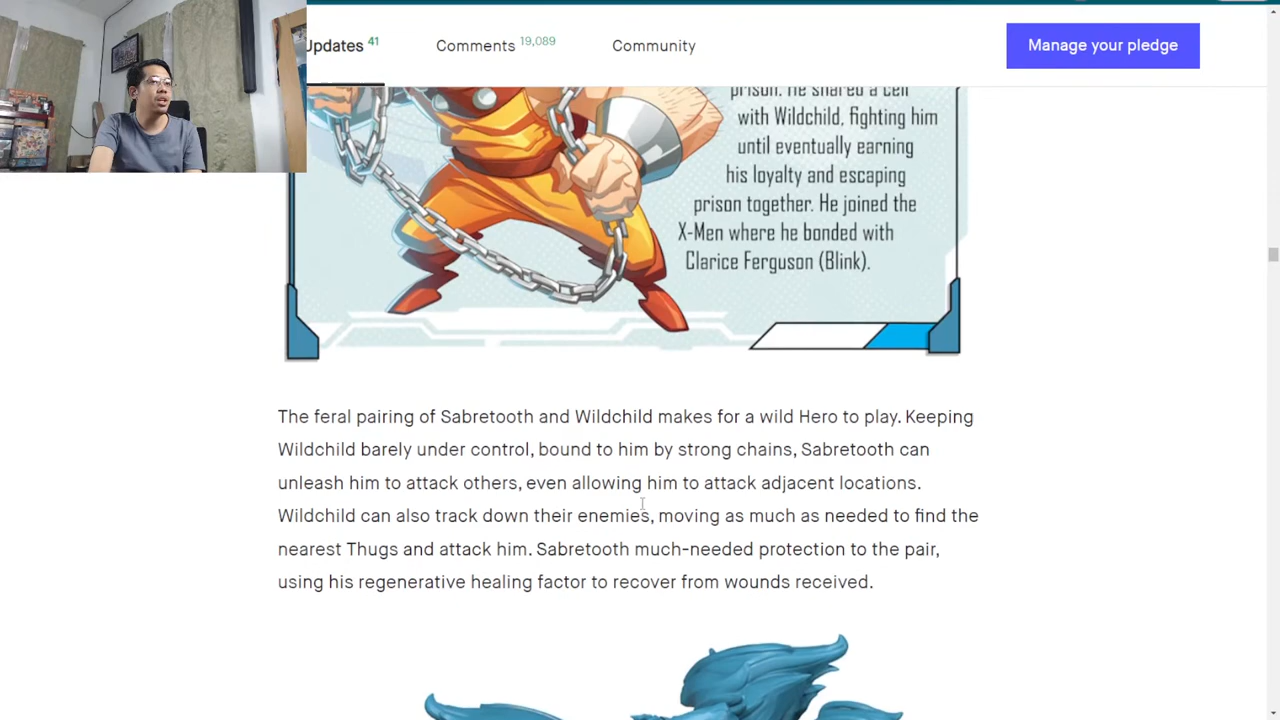 Updates 41
Comments 19,089
Community
Manage your pledge
prison. He shared a cell
with Wildchild, fighting him
until eventually earning
his loyalty and escaping
prison together. He joined the
X-Men where he bonded with
Clarice Ferguson (Blink).
The feral pairing of Sabretooth and Wildchild makes for a wild Hero to play. Keeping
Wildchild barely under control, bound to him by strong chains, Sabretooth can
unleash him to attack others, even allowing him to attack adjacent locations.
Wildchild can also track down their enemies, moving as much as needed to find the
nearest Thugs and attack him. Sabretooth much-needed protection to the pair,
using his regenerative healing factor to recover from wounds received.